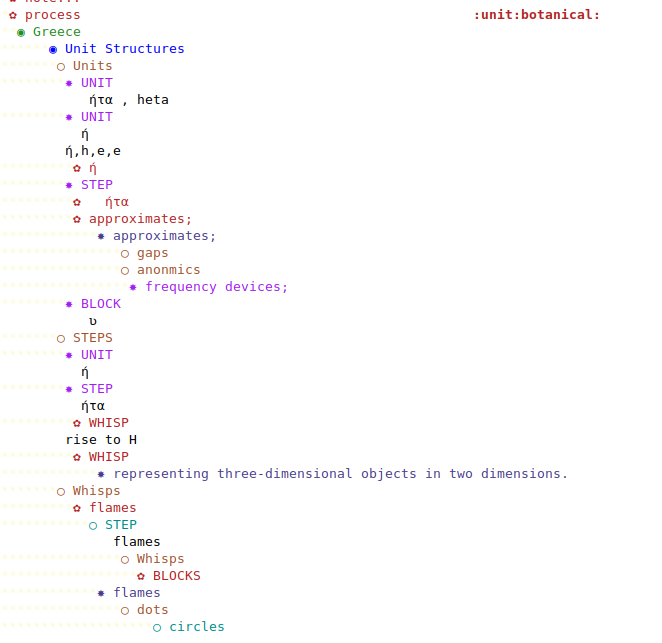 process :unit:botanical:
Greece
Unit Structures
Units
UNIT
ήτα , heta
UNIT
ή
ή,h,e,e
ή
STEP
ήτα
approximates;
approximates;
gaps
anonmics
frequency devices;
BLOCK
υ
STEPS
UNIT
ή
STEP
ήτα
WHISP
rise to H
WHISP
representing three-dimensional objects in two dimensions.
Whisps
flames
STEP
flames
Whisps
BLOCKS
flames
dots
circles